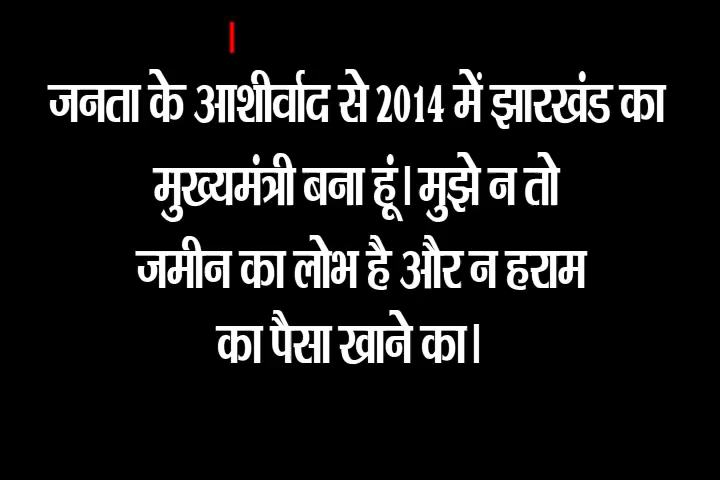 जनता के आशीर्वाद से 2014 में झारखंड का
मुख्यमंत्री बना हूं। मुझे न तो
जमीन का लोभ है और न हराम
का पैसा खाने का।